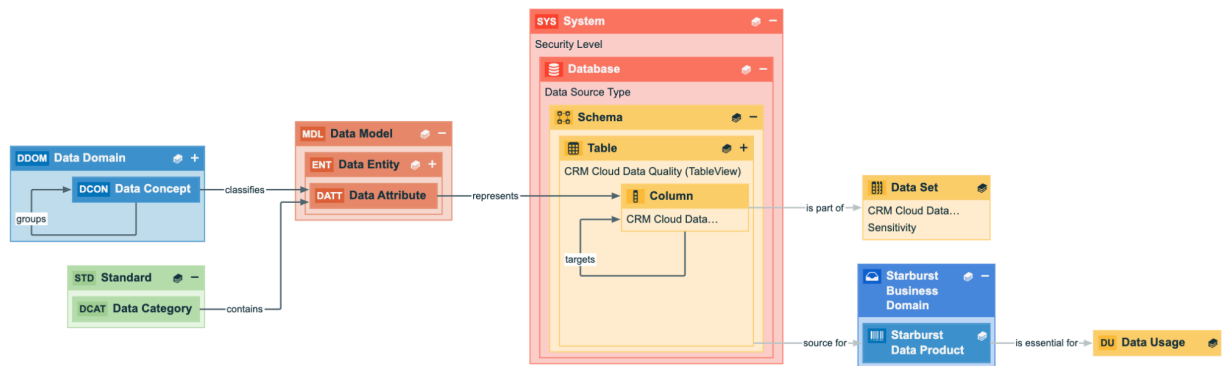 SYS System
Security Level
Database
Data Source Type
Schema
Table
CRM Cloud Data Quality (TableView)
Column
CRM Cloud Data...
targets
MDL Data Model
ENT Data Entity
DATT Data Attribute
represents
DDOM Data Domain
DCON Data Concept
groups
classifies
STD Standard
DCAT Data Category
contains
is part of
Data Set
CRM Cloud Data...
Sensitivity
source for
Starburst
Business
Domain
Starburst
Data Product
is essential for
DU Data Usage